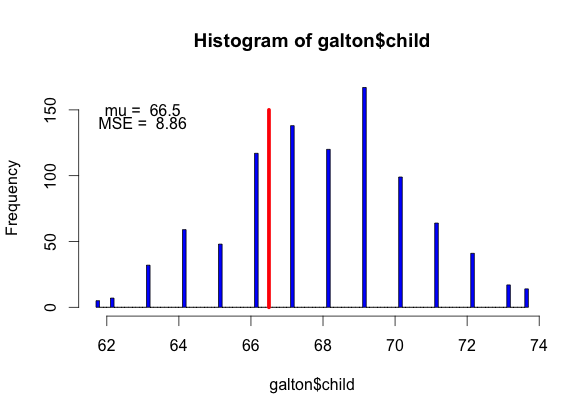 Histogram of galton$child
mu =  66.5
MSE =  8.86
Frequency
150
100
50
0
62 64 66 68 70 72 74
galton$child